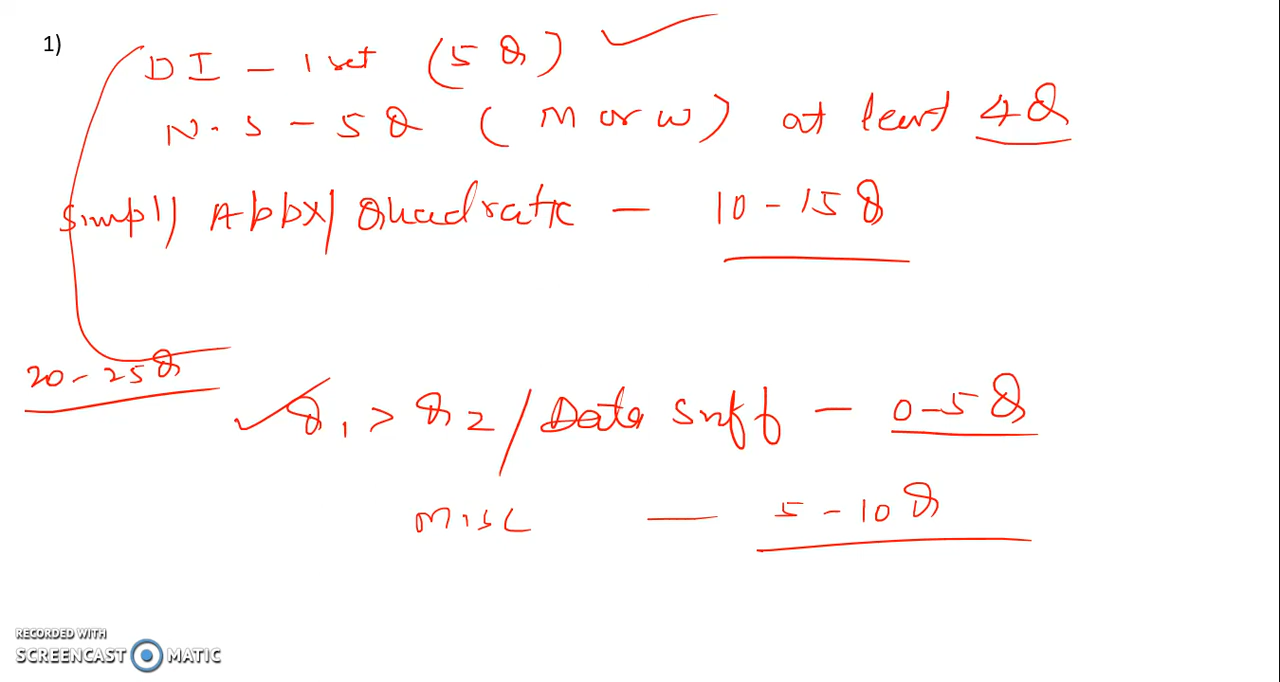 1)
DI - 1 set (5 Q)
N.S - 5 Q (M or W) at least 4Q
Simpl / Appx / Quadratic - 10 - 15 Q
20 - 25 Q
Q1 > Q2 / Data Suff - 0-5 Q
Misc - 5 - 10 Q
RECORDED WITH
SCREENCAST MATIC